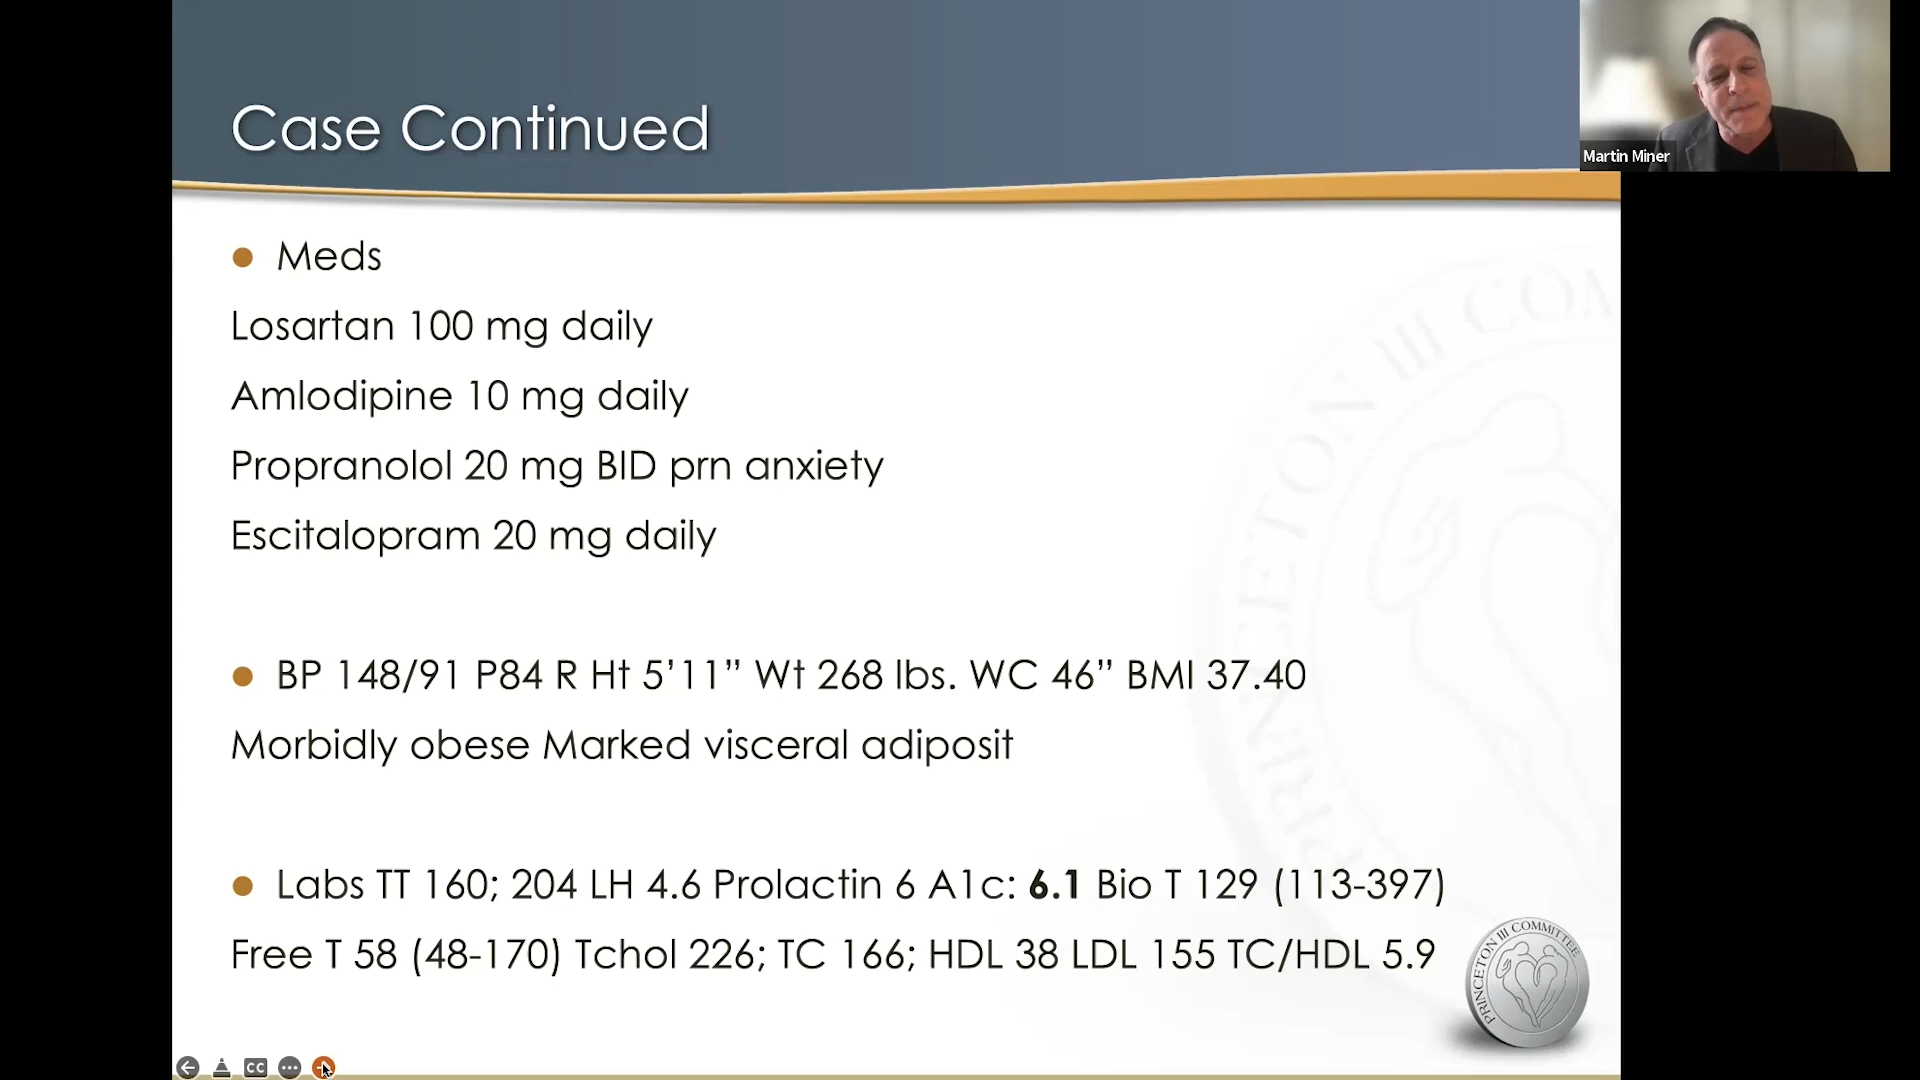 Case Continued
Martin Miner
Meds
Losartan 100 mg daily
Amlodipine 10 mg daily
Propranolol 20 mg BID prn anxiety
Escitalopram 20 mg daily
BP 148/91 P84 R Ht 5’11” Wt 268 lbs. WC 46” BMI 37.40
Morbidly obese Marked visceral adiposit
Labs TT 160; 204 LH 4.6 Prolactin 6 A1c: 6.1 Bio T 129 (113-397)
Free T 58 (48-170) Tchol 226; TC 166; HDL 38 LDL 155 TC/HDL 5.9
PRINCETON III COM
PRINCETON III COMMITTEE
CC